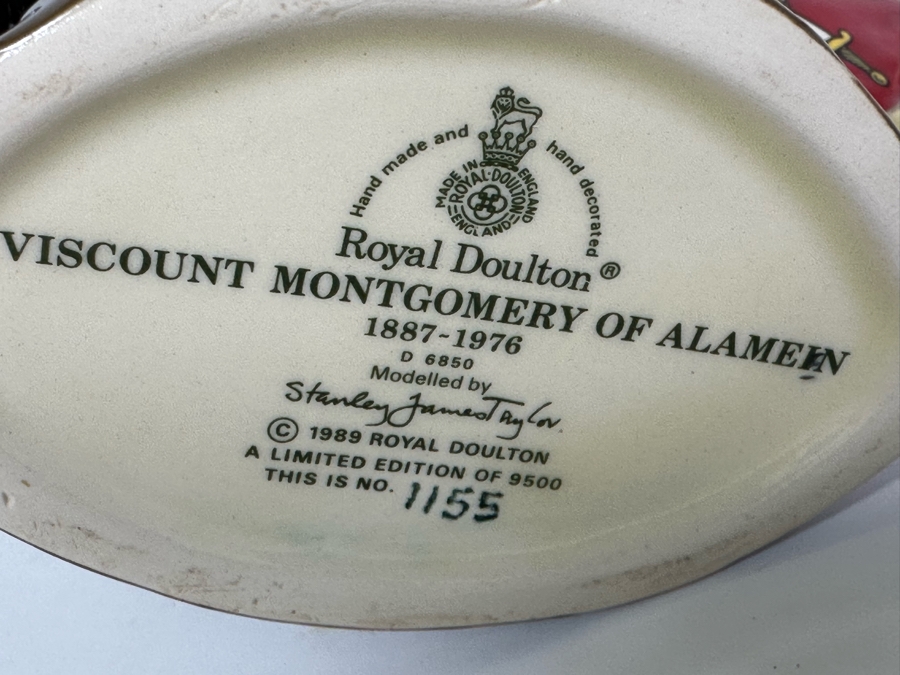 Hand made and hand decorated
MADE IN ENGLAND
ROYAL·DOULTON
ENGLAND
Royal Doulton®
VISCOUNT MONTGOMERY OF ALAMEIN
1887-1976
D 6850
Modelled by
Stanley James Taylor.
© 1989 ROYAL DOULTON
A LIMITED EDITION OF 9500
THIS IS NO. 1155